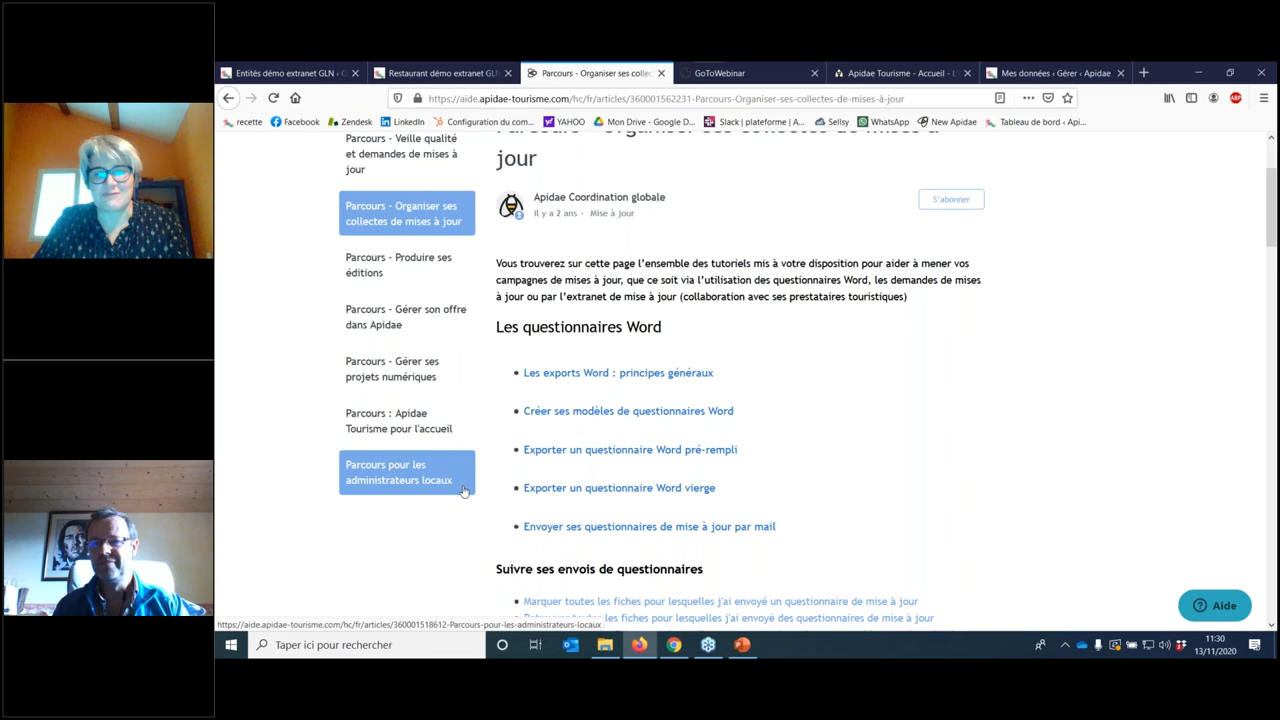 Entités démo extranet GLN ‹
Restaurant démo extranet GLN
Parcours - Organiser ses collec
GoToWebinar
Apidae Tourisme - Accueil - L'
Mes données ‹ Gérer ‹ Apidae
https://aide.apidae-tourisme.com/hc/fr/articles/360001562231-Parcours-Organiser-ses-collectes-de-mises-à-jour
recette
Facebook
Zendesk
LinkedIn
Configuration du com...
YAHOO
Mon Drive - Google D...
Slack | plateforme | A...
Sellsy
WhatsApp
New Apidae
Tableau de bord ‹ Api...
ABP
Parcours - Veille qualité
et demandes de mises à
jour
Parcours - Organiser ses
collectes de mises à jour
Parcours - Produire ses
éditions
Parcours - Gérer son offre
dans Apidae
Parcours - Gérer ses
projets numériques
Parcours : Apidae
Tourisme pour l'accueil
Parcours pour les
administrateurs locaux
Parcours - Organiser ses collectes de mises à
jour
Apidae Coordination globale
il y a 2 ans · Mise à jour
S'abonner
Vous trouverez sur cette page l'ensemble des tutoriels mis à votre disposition pour aider à mener vos
campagnes de mises à jour, que ce soit via l'utilisation des questionnaires Word, les demandes de mises
à jour ou par l'extranet de mise à jour (collaboration avec ses prestataires touristiques)
Les questionnaires Word
Les exports Word : principes généraux
Créer ses modèles de questionnaires Word
Exporter un questionnaire Word pré-rempli
Exporter un questionnaire Word vierge
Envoyer ses questionnaires de mise à jour par mail
Suivre ses envois de questionnaires
Marquer toutes les fiches pour lesquelles j'ai envoyé un questionnaire de mise à jour
Retrouver toutes les fiches pour lesquelles j'ai envoyé des questionnaires de mise à jour
Aide
https://aide.apidae-tourisme.com/hc/fr/articles/360001518612-Parcours-pour-les-administrateurs-locaux
Taper ici pour rechercher
11:30
13/11/2020